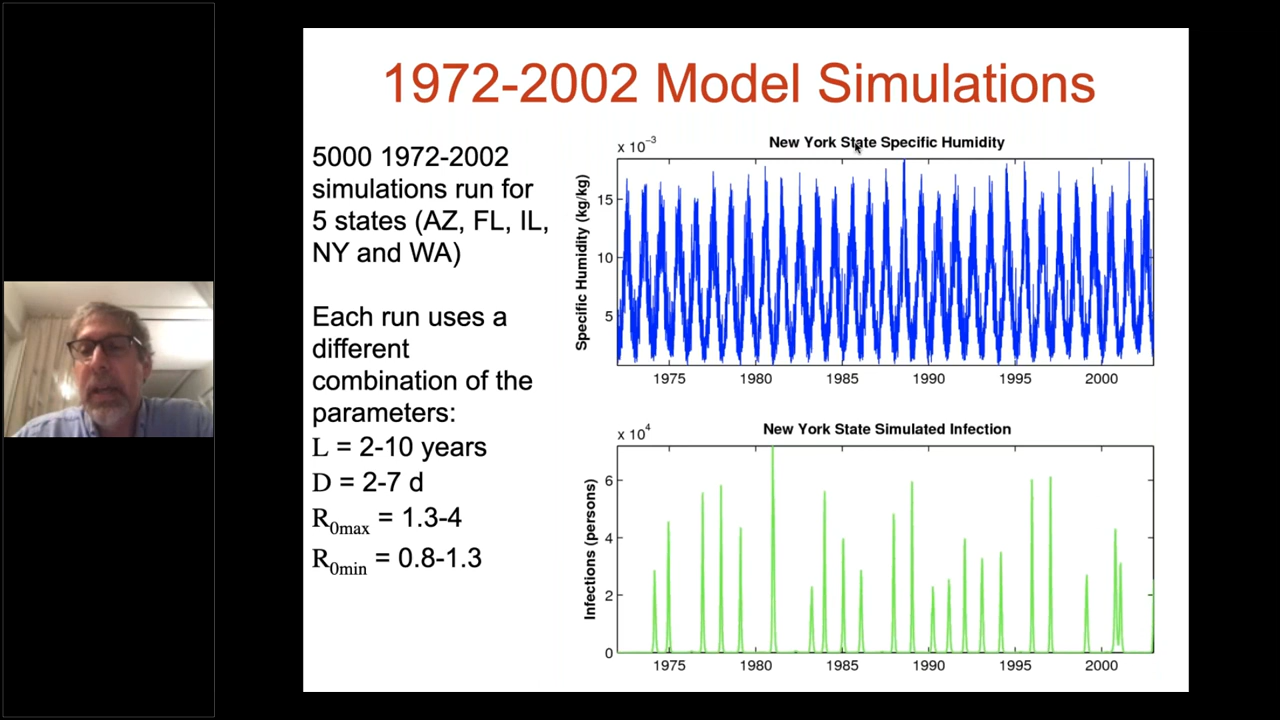 1972-2002 Model Simulations
5000 1972-2002
simulations run for
5 states (AZ, FL, IL,
NY and WA)
Each run uses a
different
combination of the
parameters:
L = 2-10 years
D = 2-7 d
R0max = 1.3-4
R0min = 0.8-1.3
New York State Specific Humidity
x 10-3
Specific Humidity (kg/kg)
15
10
5
1975 1980 1985 1990 1995 2000
New York State Simulated Infection
x 104
Infections (persons)
6
4
2
0
1975 1980 1985 1990 1995 2000